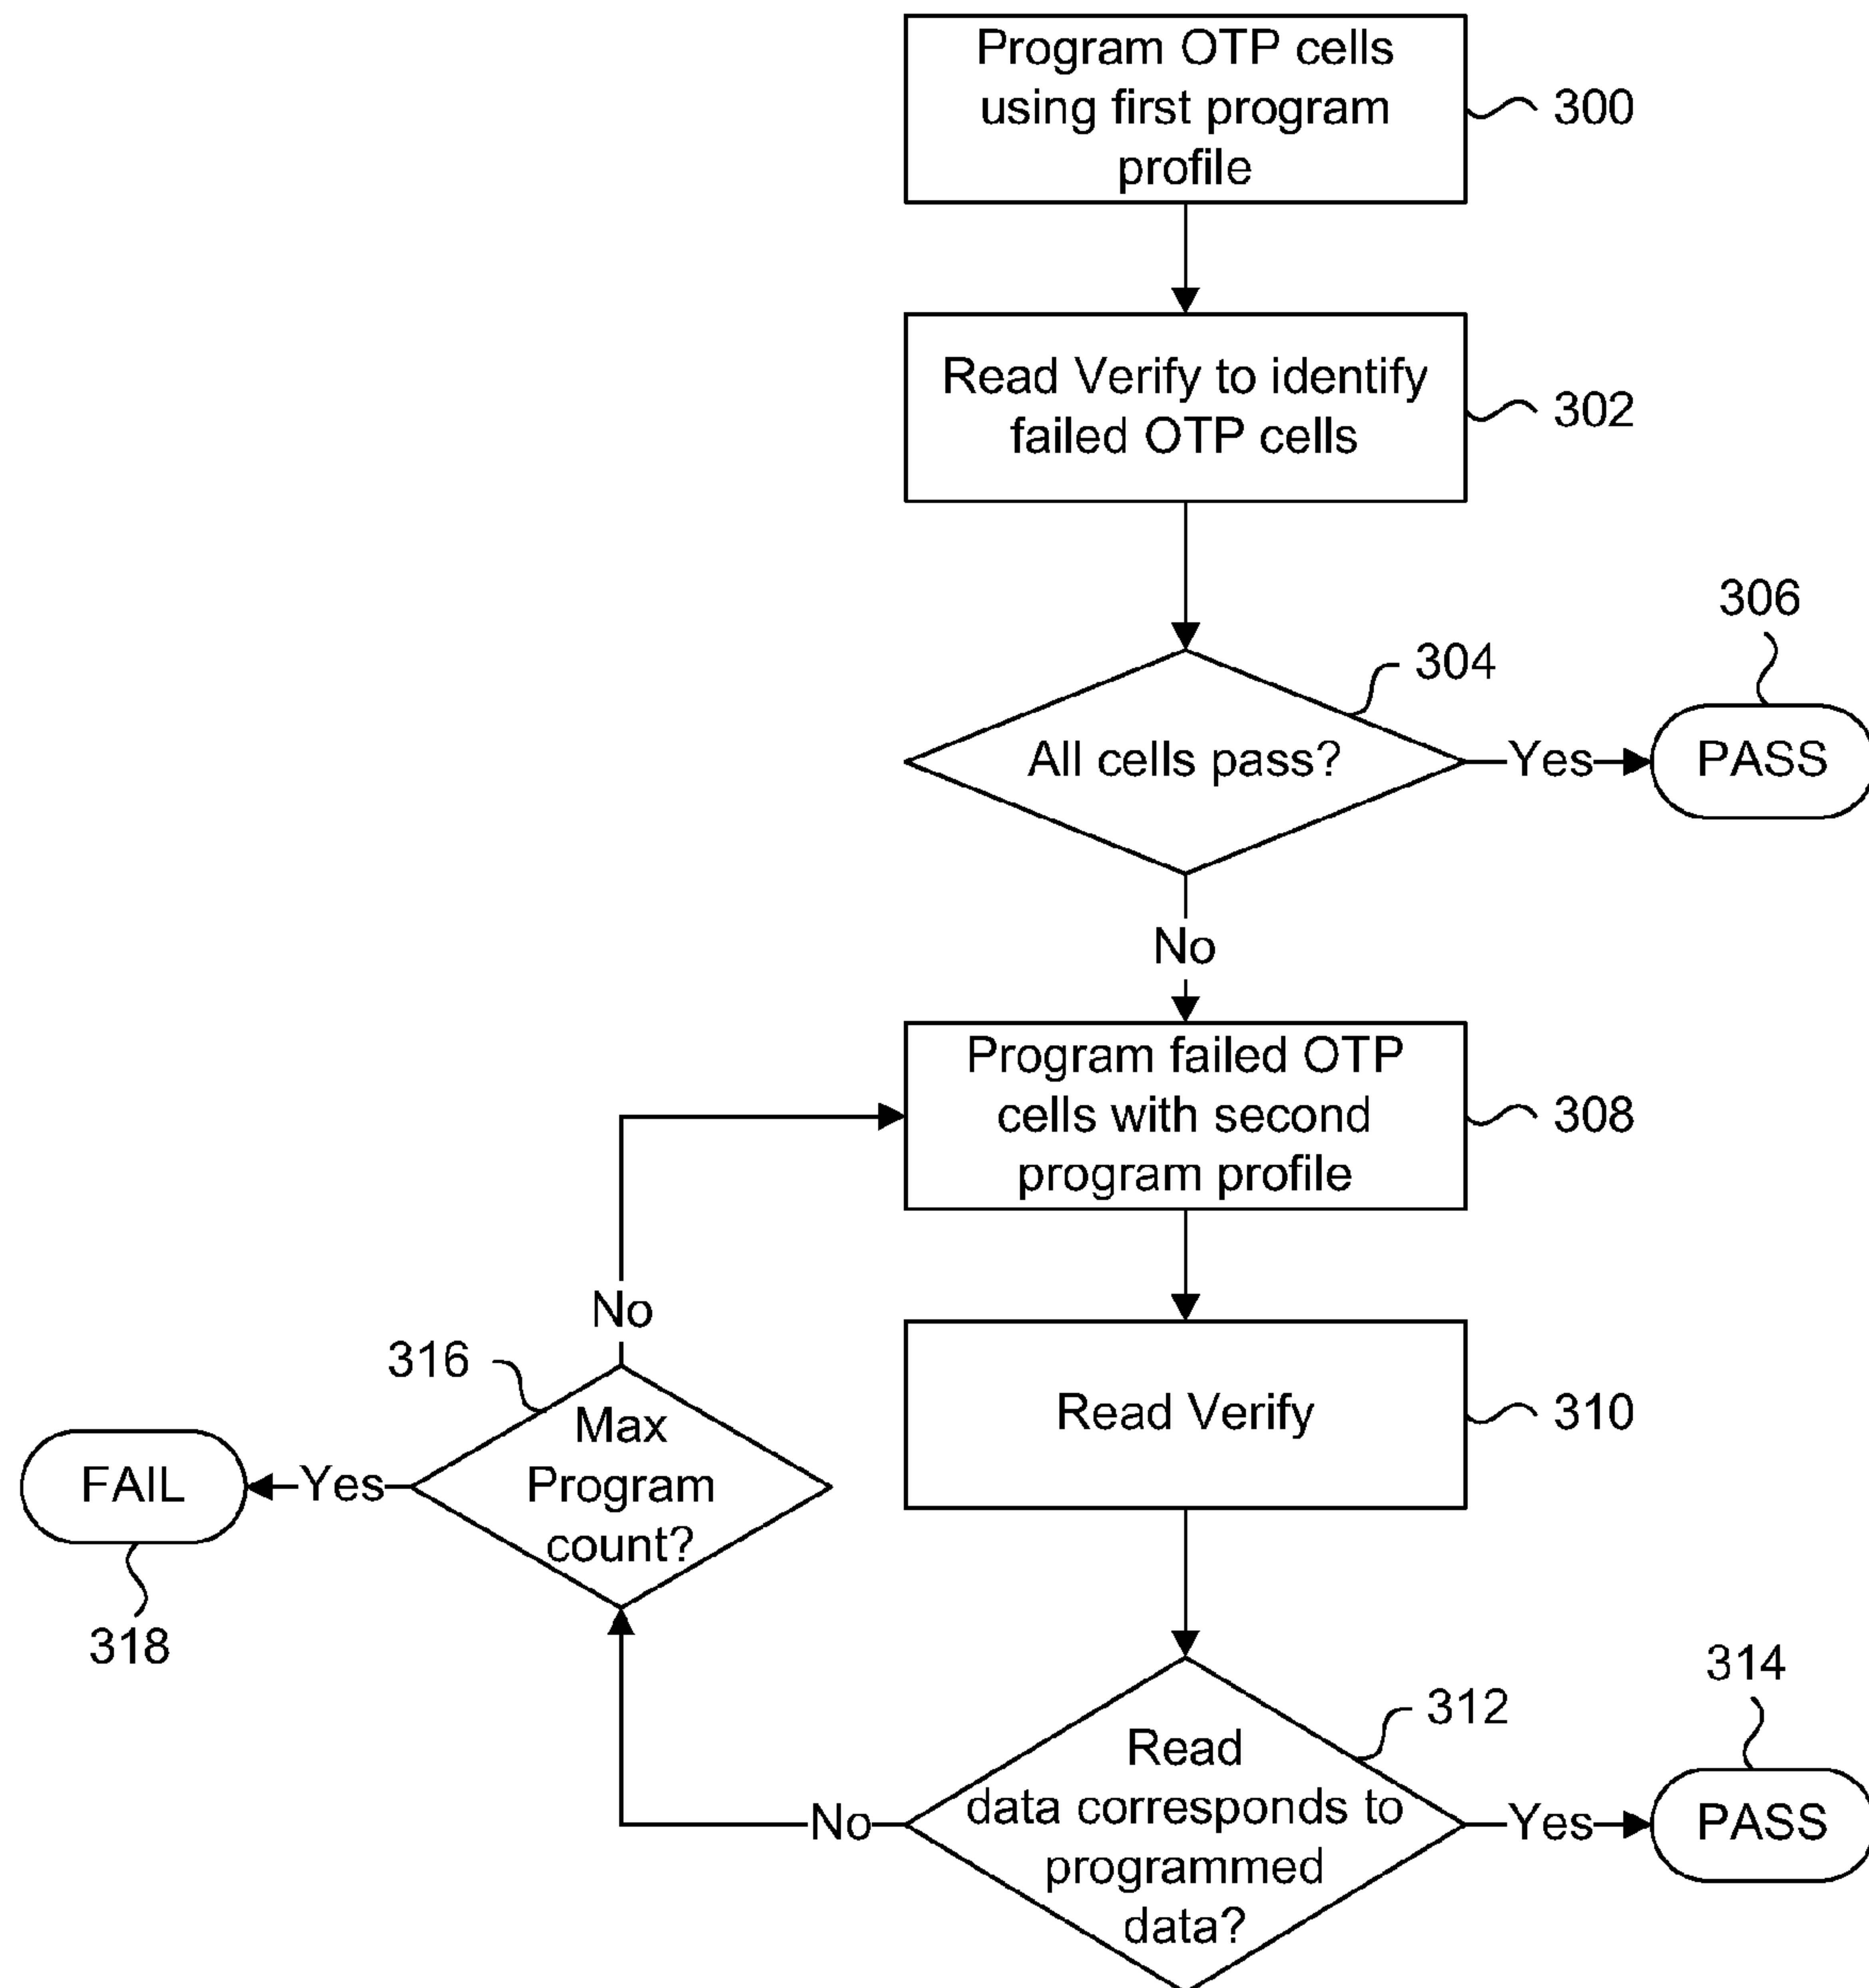 Program OTP cells
using first program
profile
300
Read Verify to identify
failed OTP cells
302
306
304
All cells pass?
Yes
PASS
No
Program failed OTP
cells with second
program profile
308
No
316
Max
Program
count?
Read Verify
310
FAIL
Yes
318
314
312
Read
data corresponds to
programmed
data?
No
Yes
PASS